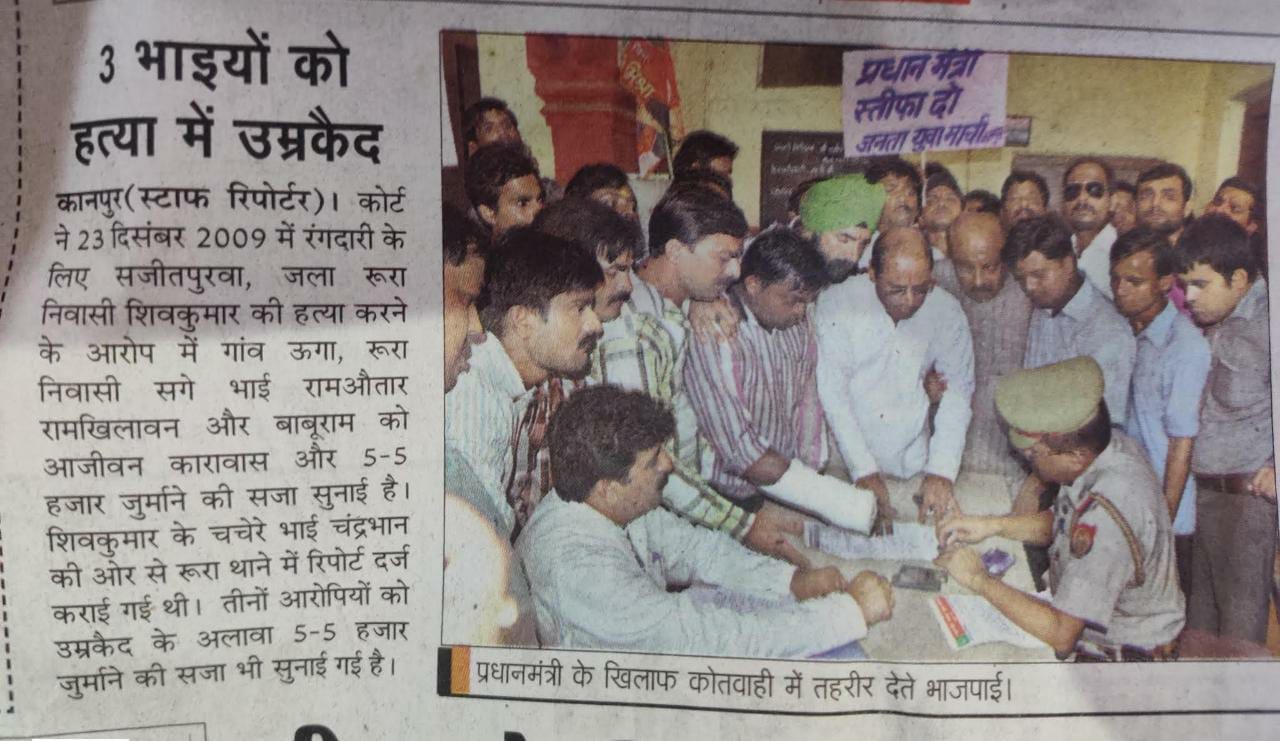 3 भाइयों को
हत्या में उम्रकैद
कानपुर(स्टाफ रिपोर्टर)। कोर्ट
ने 23 दिसंबर 2009 में रंगदारी के
लिए सजीतपुरवा, जला रूरा
निवासी शिवकुमार की हत्या करने
के आरोप में गांव ऊगा, रूरा
निवासी सगे भाई रामऔतार
रामखिलावन और बाबूराम को
आजीवन कारावास और 5-5
हजार जुर्माने की सजा सुनाई है।
शिवकुमार के चचेरे भाई चंद्रभान
की ओर से रूरा थाने में रिपोर्ट दर्ज
कराई गई थी। तीनों आरोपियों को
उम्रकैद के अलावा 5-5 हजार
जुर्माने की सजा भी सुनाई गई है।
मिश्रा
प्रधान मंत्री
स्तीफा दो
जनता युवा मोर्चा
प्रधानमंत्री के खिलाफ कोतवाही में तहरीर देते भाजपाई।